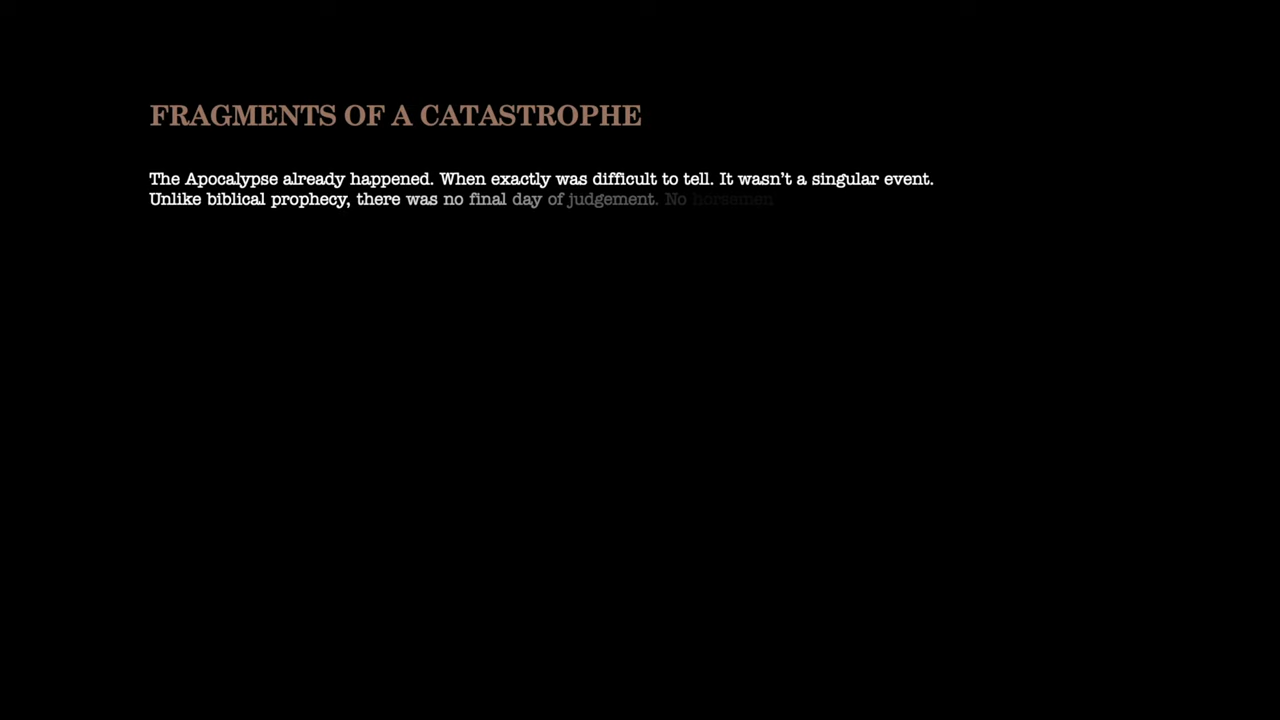 FRAGMENTS OF A CATASTROPHE
The Apocalypse already happened. When exactly was difficult to tell. It wasn’t a singular event.
Unlike biblical prophecy, there was no final day of judgement. No horsemen